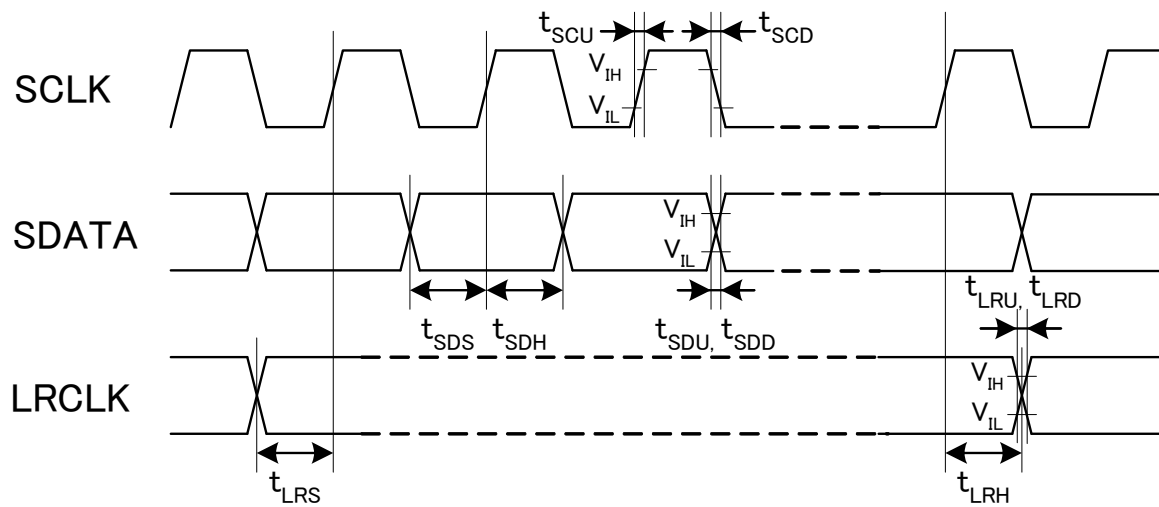 tSCU
tSCD
SCLK
VIH
VIL
SDATA
VIH
VIL
tLRU, tLRD
tSDS
tSDH
tSDU, tSDD
LRCLK
VIH
VIL
tLRS
tLRH